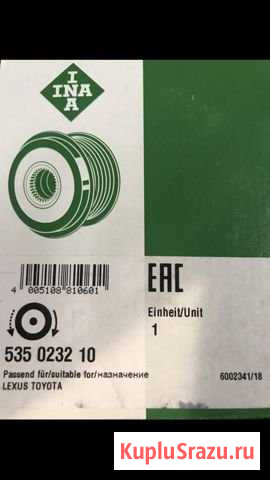 INA
INA
4 005108 810601
EAC
Einheit/Unit
1
535 0232 10
Passend für/suitable for/назначение
LEXUS TOYOTA
6002341/18
KupluSrazu.ru